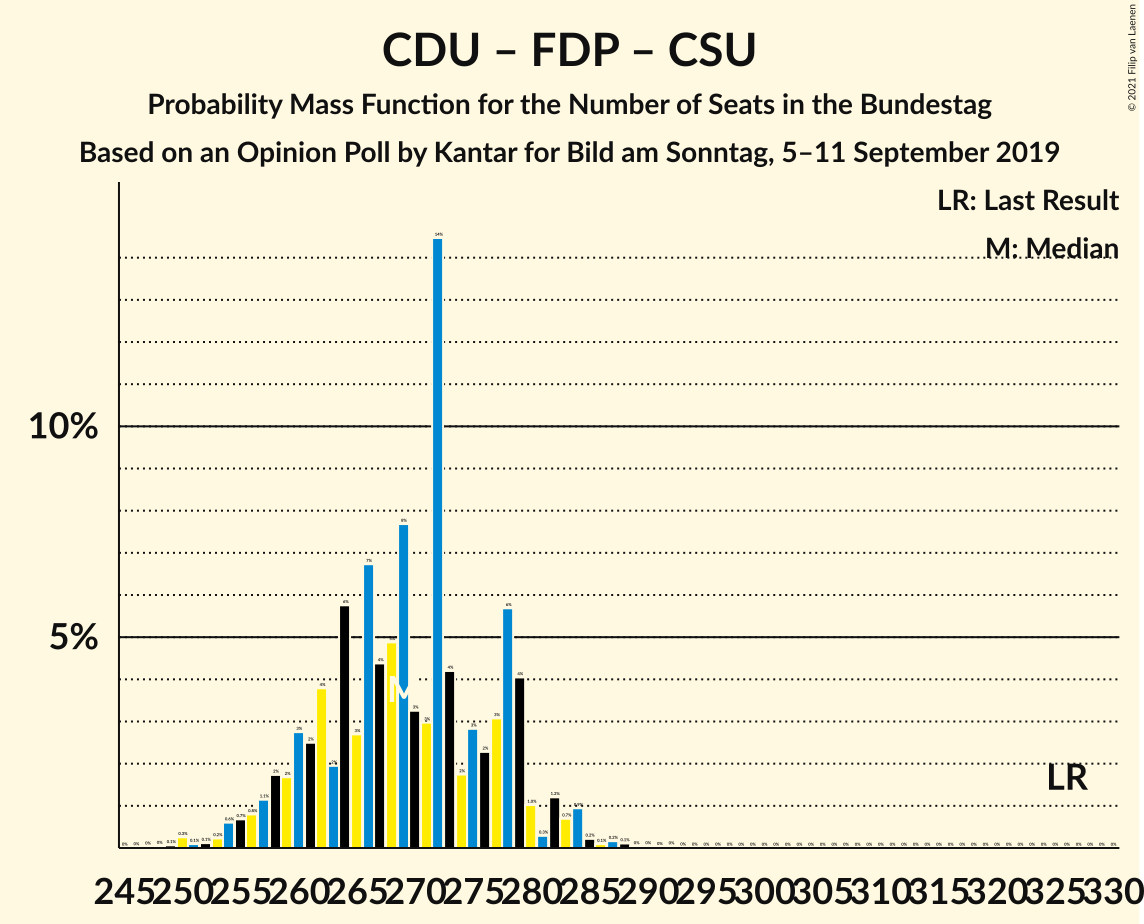 CDU – FDP – CSU
Probability Mass Function for the Number of Seats in the Bundestag
Based on an Opinion Poll by Kantar for Bild am Sonntag, 5–11 September 2019
© 2021 Filip van Laenen
LR: Last Result
M: Median
10%
5%
M
LR
245 250 255 260 265 270 275 280 285 290 295 300 305 310 315 320 325 330